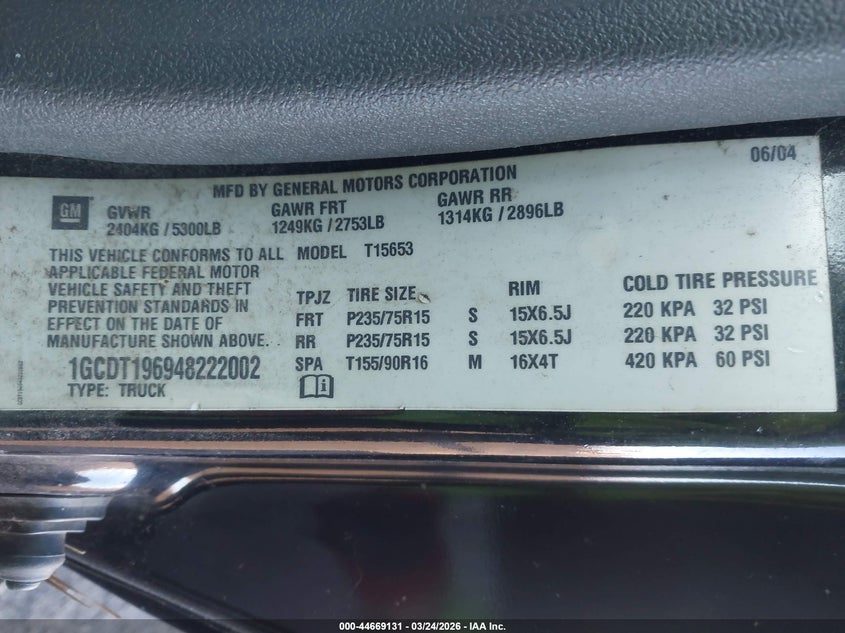 06/04
MFD BY GENERAL MOTORS CORPORATION
GM GVWR GAWR FRT GAWR RR
2404KG / 5300LB 1249KG / 2753LB 1314KG / 2896LB
THIS VEHICLE CONFORMS TO ALL
APPLICABLE FEDERAL MOTOR
VEHICLE SAFETY AND THEFT
PREVENTION STANDARDS IN
EFFECT ON THE DATE OF
MANUFACTURE SHOWN ABOVE.
1GCDT196948222002
TYPE: TRUCK
MODEL T15653
TPJZ TIRE SIZE RIM COLD TIRE PRESSURE
FRT P235/75R15 S 15X6.5J 220 KPA 32 PSI
RR P235/75R15 S 15X6.5J 220 KPA 32 PSI
SPA T155/90R16 M 16X4T 420 KPA 60 PSI
000-44669131 - 03/24/2026 - IAA Inc.